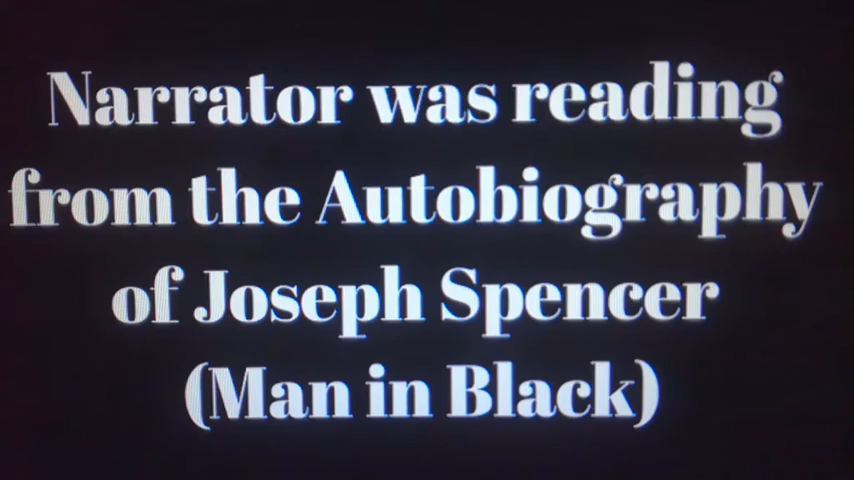 Narrator was reading
from the Autobiography
of Joseph Spencer
(Man in Black)